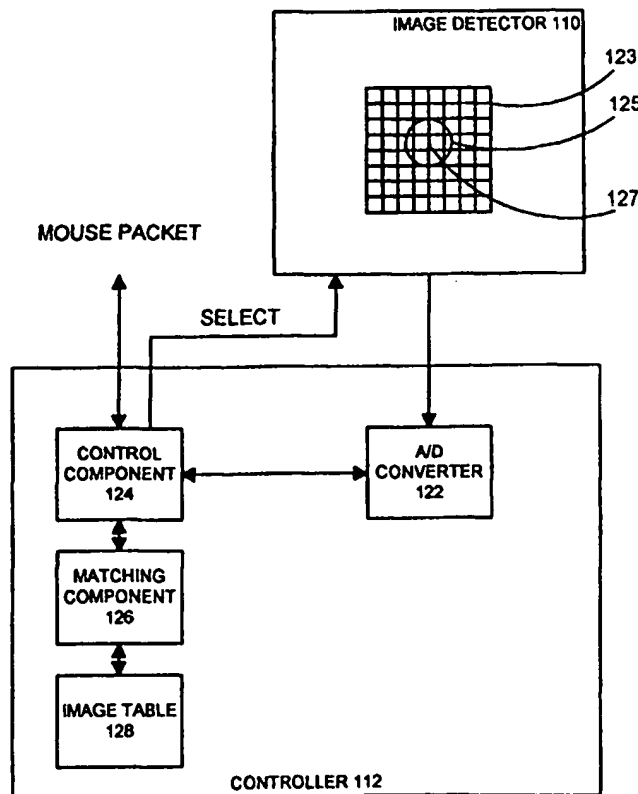 IMAGE DETECTOR 110
123
125
127
MOUSE PACKET
SELECT
CONTROL
COMPONENT
124
A/D
CONVERTER
122
MATCHING
COMPONENT
126
IMAGE TABLE
128
CONTROLLER 112